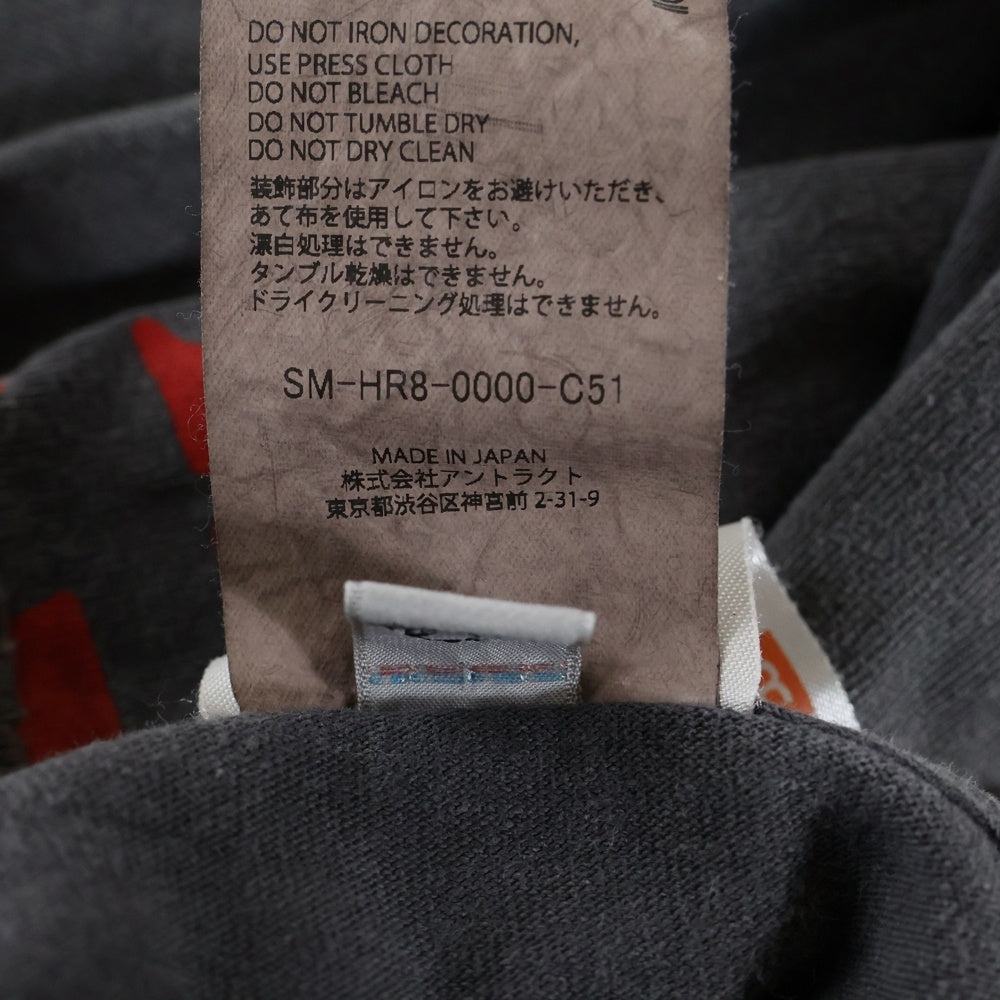 DO NOT IRON DECORATION,
USE PRESS CLOTH
DO NOT BLEACH
DO NOT TUMBLE DRY
DO NOT DRY CLEAN
装飾部分はアイロンをお避けいただき、
あて布を使用して下さい。
漂白処理はできません。
タンブル乾燥はできません。
ドライクリーニング処理はできません。
SM-HR8-0000-C51
MADE IN JAPAN
株式会社アントラクト
東京都渋谷区神宮前 2-31-9